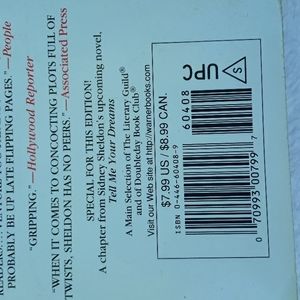 PROBABLY BE UP LATE FLIPPING PAGES." —People
"GRIPPING." —Hollywood Reporter
"WHEN IT COMES TO CONCOCTING PLOTS FULL OF
TWISTS, SHELDON HAS NO PEERS." —Associated Press
SPECIAL FOR THIS EDITION!
A chapter from Sidney Sheldon's upcoming novel,
Tell Me Your Dreams
A Main Selection of The Literary Guild®
and of Doubleday Book Club®
Visit our Web site at http://warnerbooks.com
S
UPC
60408
$7.99 US / $8.99 CAN.
ISBN 0-446-60408-9
0 70993 00799 7